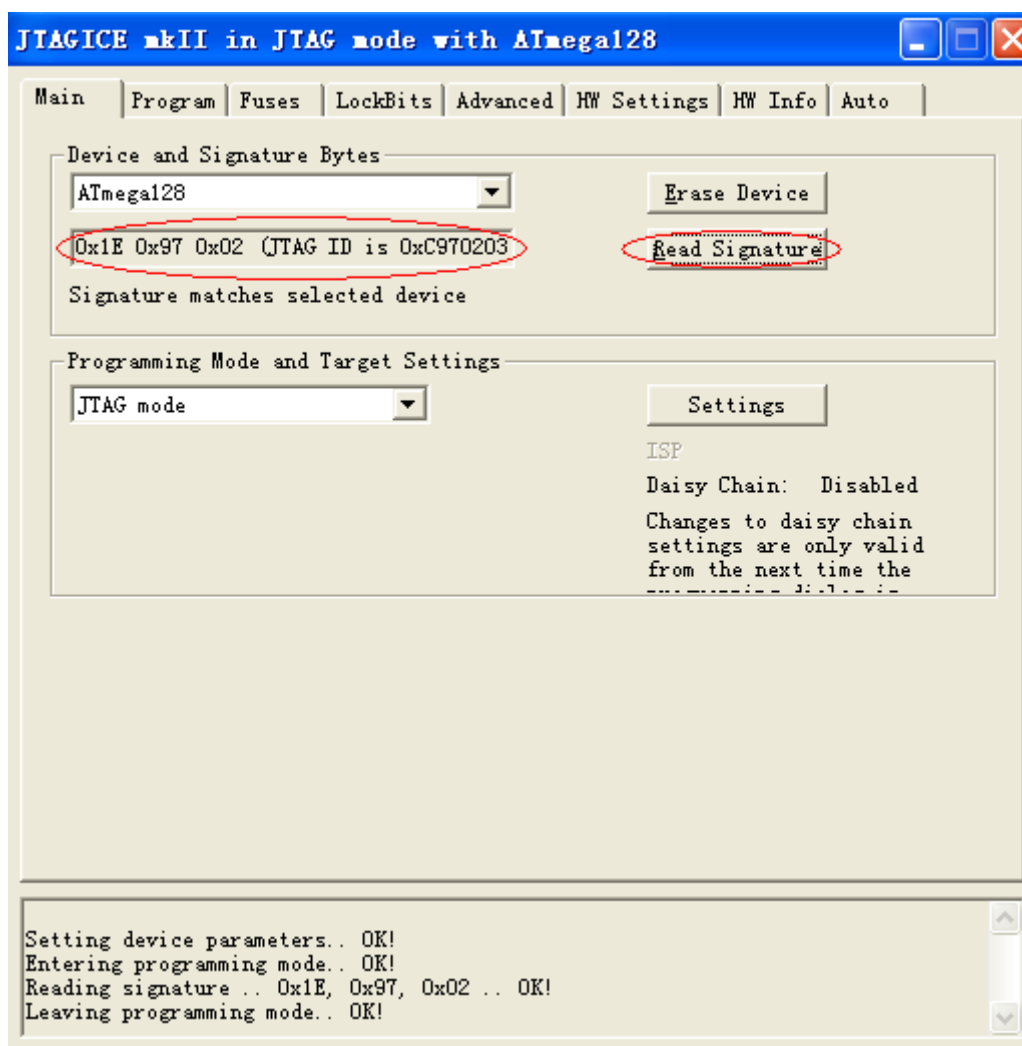 JTAGICE mkII in JTAG mode with ATmega128
Main Program Fuses LockBits Advanced HW Settings HW Info Auto
Device and Signature Bytes
ATmega128
Erase Device
0x1E 0x97 0x02 (JTAG ID is 0xC970203
Read Signature
Signature matches selected device
Programming Mode and Target Settings
JTAG mode
Settings
ISP
Daisy Chain: Disabled
Changes to daisy chain
settings are only valid
from the next time the
Setting device parameters.. OK!
Entering programming mode.. OK!
Reading signature .. 0x1E, 0x97, 0x02 .. OK!
Leaving programming mode.. OK!